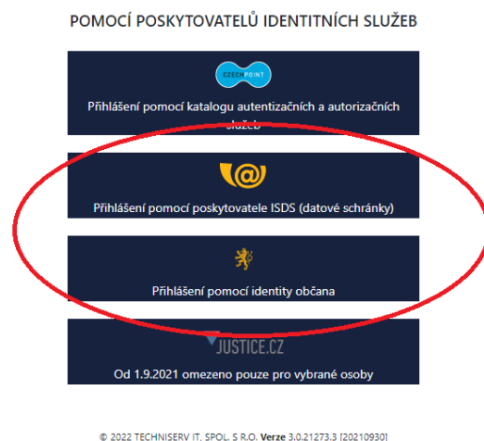 POMOCÍ POSKYTOVATELŮ IDENTITNÍCH SLUŽEB
CZECHPOINT
Přihlášení pomocí katalogu autentizačních a autorizačních
služeb
Přihlášení pomocí poskytovatele ISDS (datové schránky)
Přihlášení pomocí identity občana
JUSTICE.CZ
Od 1.9.2021 omezeno pouze pro vybrané osoby
© 2022 TECHNISERV IT, SPOL. S R.O. Verze 3.0.21273.3 [20210930]